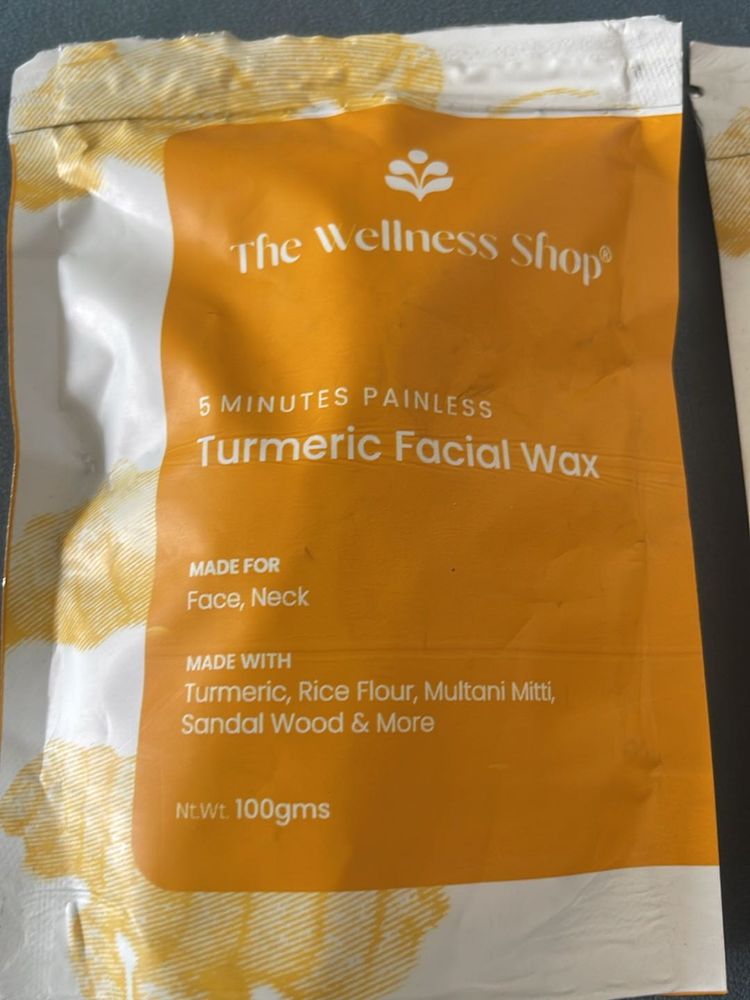 The Wellness Shop®
5 MINUTES PAINLESS
Turmeric Facial Wax
MADE FOR
Face, Neck
MADE WITH
Turmeric, Rice Flour, Multani Mitti,
Sandal Wood & More
Nt.Wt. 100gms